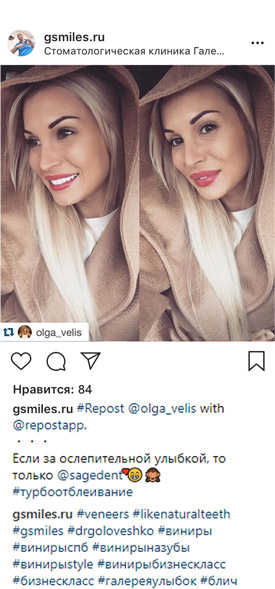 gsmiles.ru
Стоматологическая клиника Гале...
olga_velis
Нравится: 84
gsmiles.ru #Repost @olga_velis with
@repostapp.
・・・
Если за ослепительной улыбкой, то
только @sagedent😍🙈
#турбоотблеивание
gsmiles.ru #veneers #likenaturalteeth
#gsmiles #drgoloveshko #виниры
#винирыспб #винирыназубы
#винирыstyle #винирыбизнескласс
#бизнескласс #галереяулыбок #блич